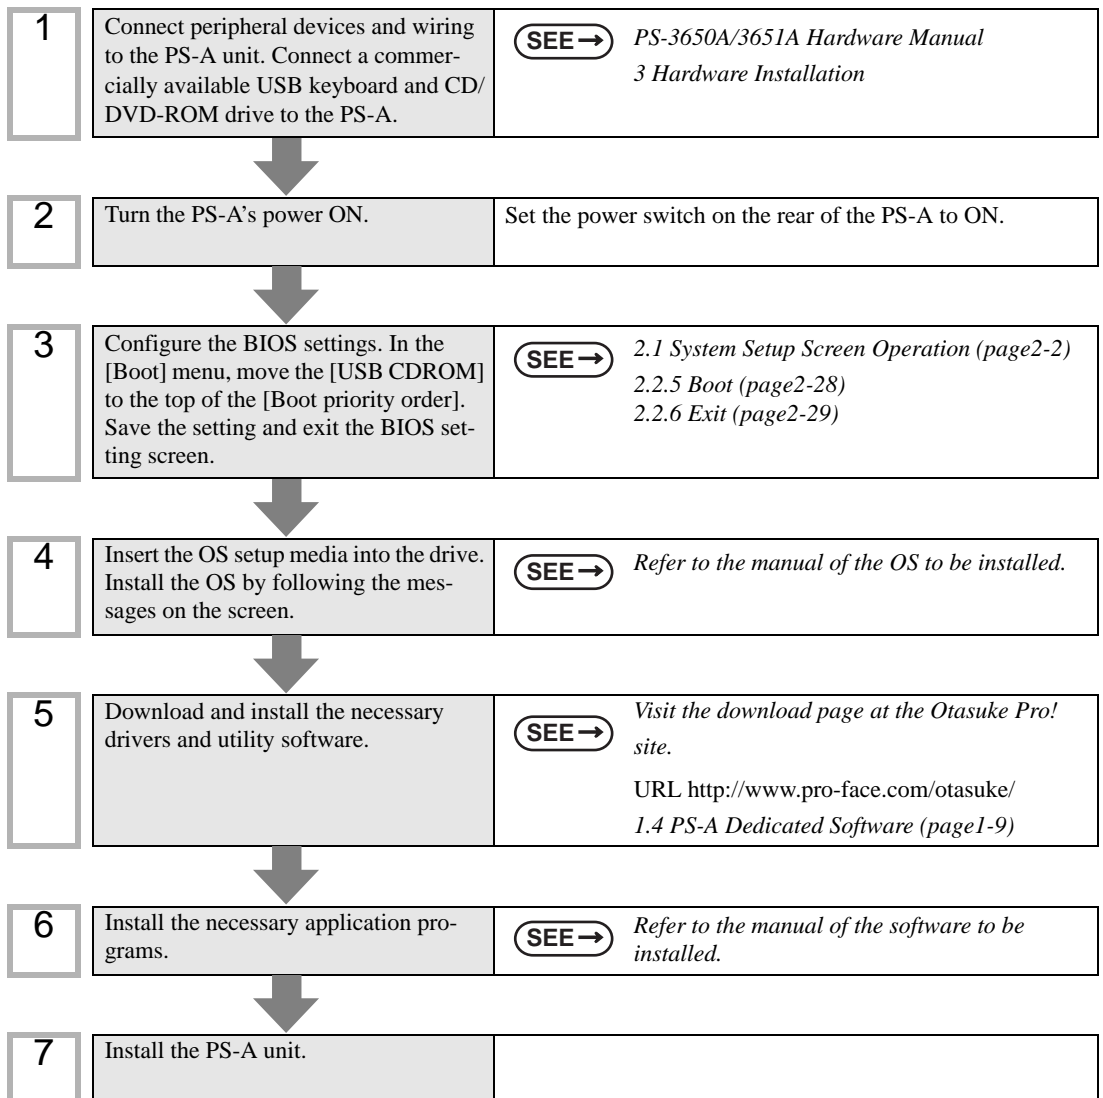 1
Connect peripheral devices and wiring
to the PS-A unit. Connect a commer-
cially available USB keyboard and CD/
DVD-ROM drive to the PS-A.
SEE→
PS-3650A/3651A Hardware Manual
3 Hardware Installation
2
Turn the PS-A's power ON.
Set the power switch on the rear of the PS-A to ON.
3
Configure the BIOS settings. In the
[Boot] menu, move the [USB CDROM]
to the top of the [Boot priority order].
Save the setting and exit the BIOS set-
ting screen.
SEE→
2.1 System Setup Screen Operation (page2-2)
2.2.5 Boot (page2-28)
2.2.6 Exit (page2-29)
4
Insert the OS setup media into the drive.
Install the OS by following the mes-
sages on the screen.
SEE→
Refer to the manual of the OS to be installed.
5
Download and install the necessary
drivers and utility software.
SEE→
Visit the download page at the Otasuke Pro!
site.
URL http://www.pro-face.com/otasuke/
1.4 PS-A Dedicated Software (page1-9)
6
Install the necessary application pro-
grams.
SEE→
Refer to the manual of the software to be
installed.
7
Install the PS-A unit.